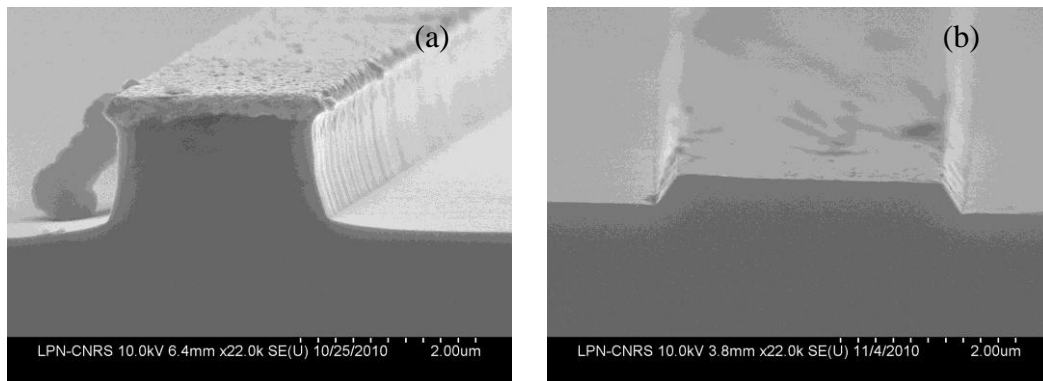 (a)
(b)
LPN-CNRS 10.0kV 6.4mm x22.0k SE(U) 10/25/2010 2.00um
LPN-CNRS 10.0kV 3.8mm x22.0k SE(U) 11/4/2010 2.00um